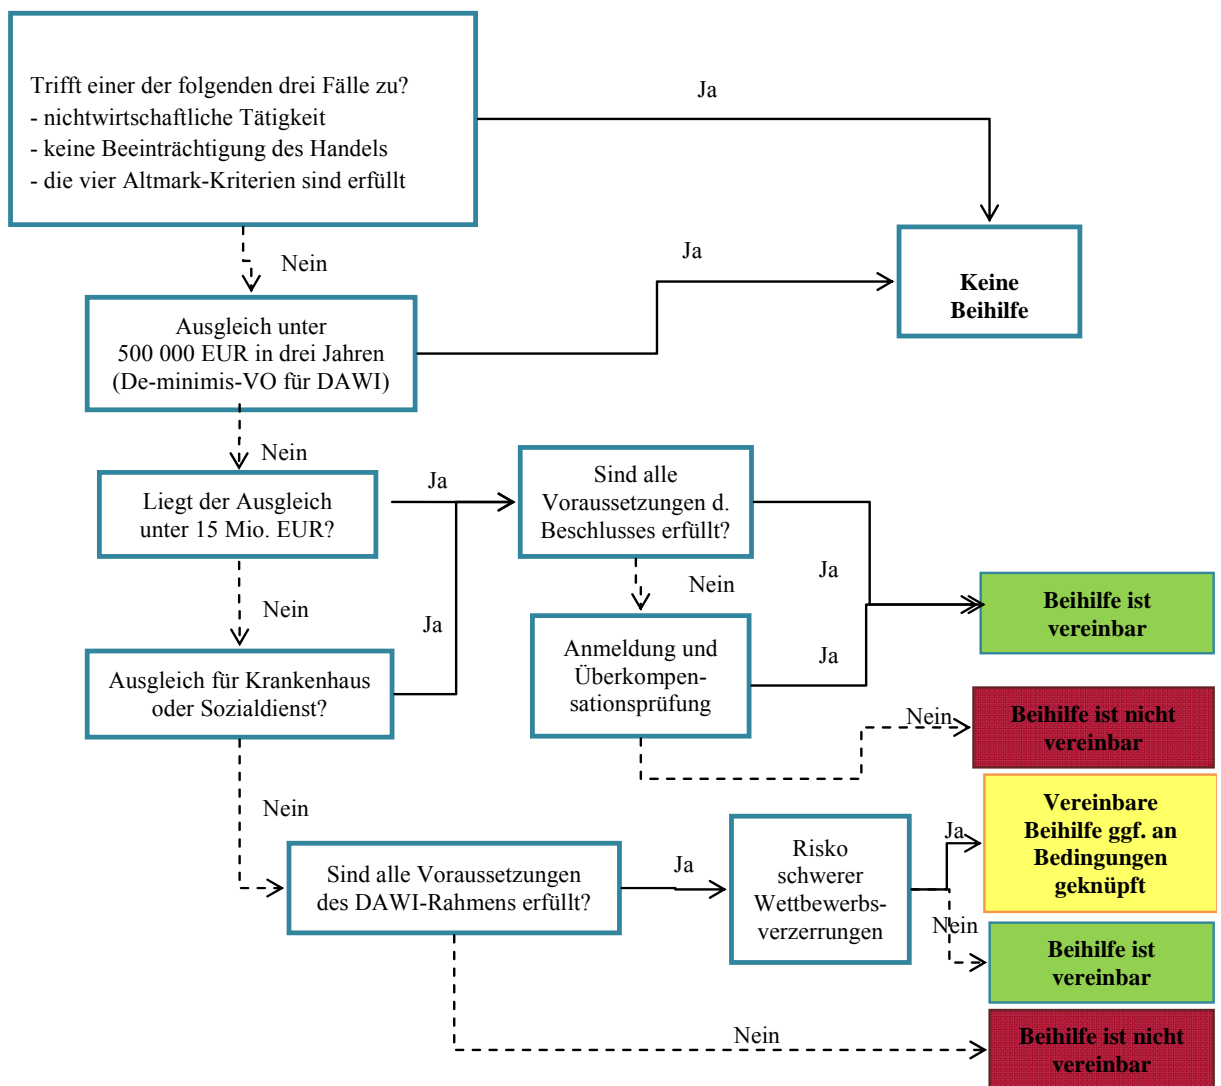 Trifft einer der folgenden drei Fälle zu?
- nichtwirtschaftliche Tätigkeit
- keine Beeinträchtigung des Handels
- die vier Altmark-Kriterien sind erfüllt
Ja
Nein
Ja
Keine
Beihilfe
Ausgleich unter
500 000 EUR in drei Jahren
(De-minimis-VO für DAWI)
Nein
Liegt der Ausgleich
unter 15 Mio. EUR?
Ja
Sind alle
Voraussetzungen d.
Beschlusses erfüllt?
Ja
Nein
Nein
Ja
Beihilfe ist
vereinbar
Ausgleich für Krankenhaus
oder Sozialdienst?
Anmeldung und
Überkompen-
sationsprüfung
Ja
Nein
Beihilfe ist nicht
vereinbar
Nein
Sind alle Voraussetzungen
des DAWI-Rahmens erfüllt?
Ja
Risko
schwerer
Wettbewerbs-
verzerrungen
Ja
Vereinbare
Beihilfe ggf. an
Bedingungen
geknüpft
Nein
Beihilfe ist
vereinbar
Nein
Beihilfe ist nicht
vereinbar